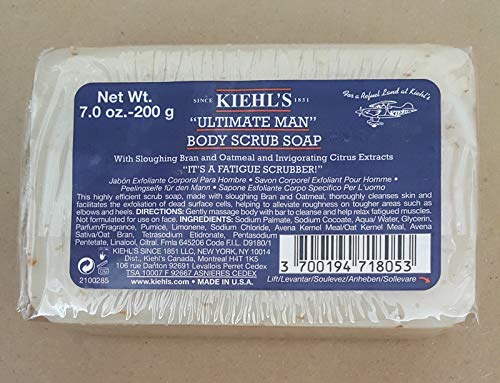 Net Wt.
7.0 oz.-200 g
SINCE KIEHL'S 1851
"ULTIMATE MAN"
BODY SCRUB SOAP
For a Refuel Land at Kiehl's
With Sloughing Bran and Oatmeal and Invigorating Citrus Extracts
"IT'S A FATIGUE SCRUBBER!"
Jabón Exfoliante Corporal Para Hombre • Savon Corporel Exfoliant Pour Homme •
Peelingseife für den Mann • Sapone Esfoliante Corpo Specifico Per L'uomo
This highly efficient scrub soap, made with sloughing Bran and Oatmeal, thoroughly cleanses skin and
facilitates the exfoliation of dead surface cells, helping to alleviate roughness on tougher areas such as
elbows and heels. DIRECTIONS: Gently massage body with bar to cleanse and help relax fatigued muscles.
Not formulated for use on face. INGREDIENTS: Sodium Palmate, Sodium Cocoate, Aqua/ Water, Glycerin,
Parfum/Fragrance, Pumice, Limonene, Sodium Chloride, Avena Kernel Meal/Oat Kernel Meal, Avena
Sativa/Oat Bran, Tetrasodium Etidronate, Pentasodium
Pentetate, Linalool, Citral. Fmla 645206 Code F.I.L. D9180/1
KIEHL'S SINCE 1851 LLC, NEW YORK, NY 10014
Dist., Kiehl's Canada, Montreal H4T 1K5
106 rue Danton 92691 Levallois Perret Cedex
TSA 10007 F 92667 ASNIERES CEDEX
www.kiehls.com • MADE IN U.S.A.
2100285
3 700194 718053
Lift/Levantar/Soulevez/Anheben/Sollevare